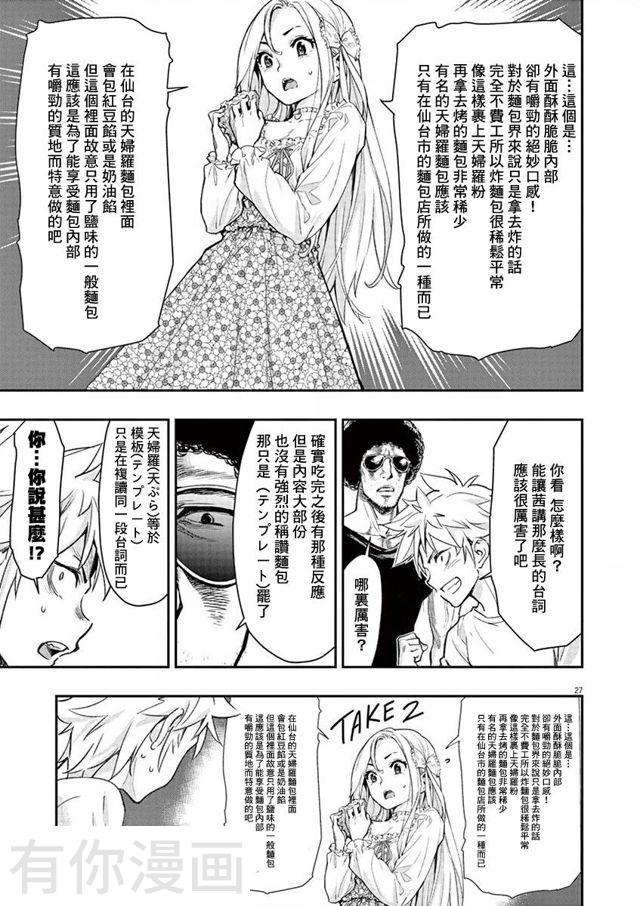 這…這個是…
外面酥酥脆脆內部
卻有嚼勁的絕妙口感！
對於麵包界來說只是拿去炸的話
完全不費工所以炸麵包很稀鬆平常
像這樣裹上天婦羅粉
再拿去烤的麵包非常稀少
有名的天婦羅麵包應該
只有在仙台市的麵包店所做的一種而已
在仙台的天婦羅麵包裡面
會包紅豆餡或是奶油餡
但這個裡面故意只用了鹽味的一般麵包
這應該是為了能享受麵包內部
有嚼勁的質地而特意做的吧
你看 怎麼樣啊？
能讓茜講那麼長的台詞
應該很厲害了吧
哪裏厲害？
確實吃完之後有那種反應
但是內容大部份
也沒有強烈的稱讚麵包
那只是(テンプレート)罷了
天婦羅(天ぷら)等於
模板(テンプレート)
只是在複讀同一段台詞而已
你…你說甚麼！？
27
TAKE 2
這…這個是…
外面酥酥脆脆內部
卻有嚼勁的絕妙口感！
對於麵包界來說只是拿去炸的話
完全不費工所以炸麵包很稀鬆平常
像這樣裹上天婦羅粉
再拿去烤的麵包非常稀少
有名的天婦羅麵包應該
只有在仙台市的麵包店所做的一種而已
在仙台的天婦羅麵包裡面
會包紅豆餡或是奶油餡
但這個裡面故意只用了鹽味的一般麵包
這應該是為了能享受麵包內部
有嚼勁的質地而特意做的吧
有你漫画